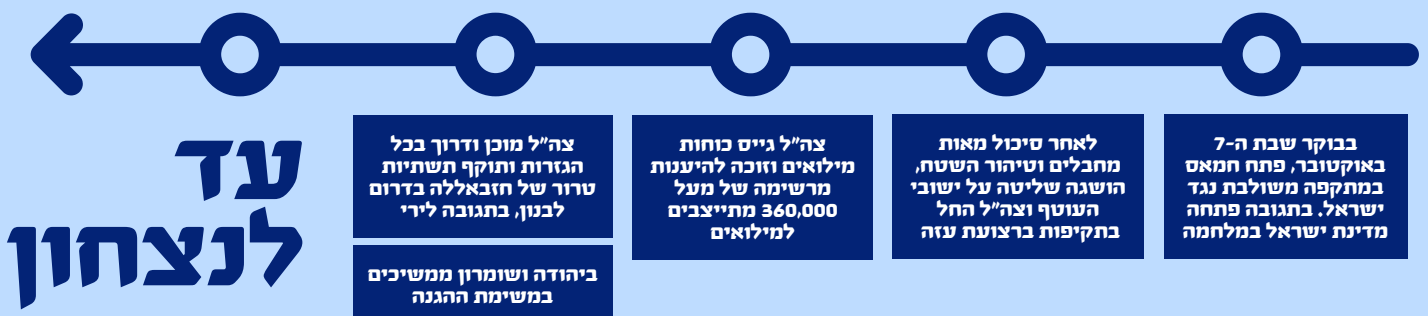 בבוקר שבת ה-7
באוקטובר, פתח חמאס
במתקפה משולבת נגד
ישראל. בתגובה פתחה
מדינת ישראל במלחמה
לאחר סיכול מאות
מחבלים וטיהור השטח,
הושגה שליטה על ישובי
העוטף וצה"ל החל
בתקיפות ברצועת עזה
צה"ל גייס כוחות
מילואים וזוכה להיענות
מרשימה של מעל
360,000 מתייצבים
למילואים
צה"ל מוכן ודרוך בכל
הגזרות ותוקף תשתיות
טרור של חזבאללה בדרום
לבנון, בתגובה לירי
ביהודה ושומרון ממשיכים
במשימת ההגנה
עד
לנצחון